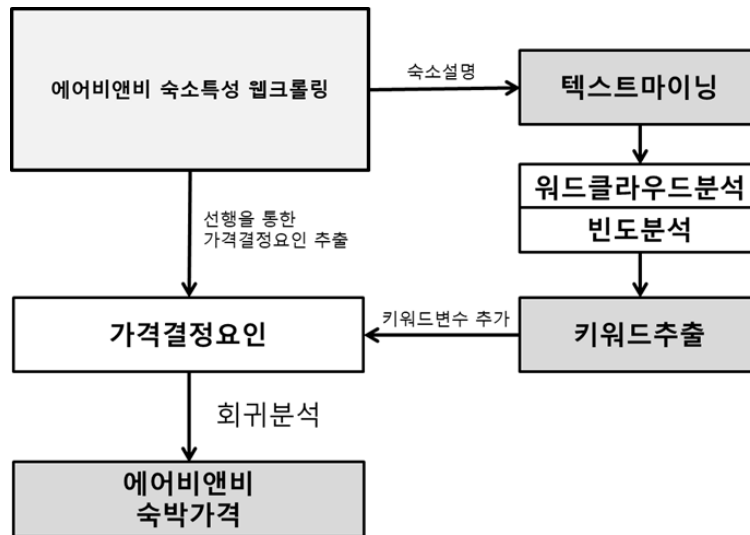 에어비앤비 숙소특성 웹크롤링
숙소설명
텍스트마이닝
워드클라우드분석
빈도분석
선행을 통한
가격결정요인 추출
가격결정요인
키워드변수 추가
키워드추출
회귀분석
에어비앤비
숙박가격